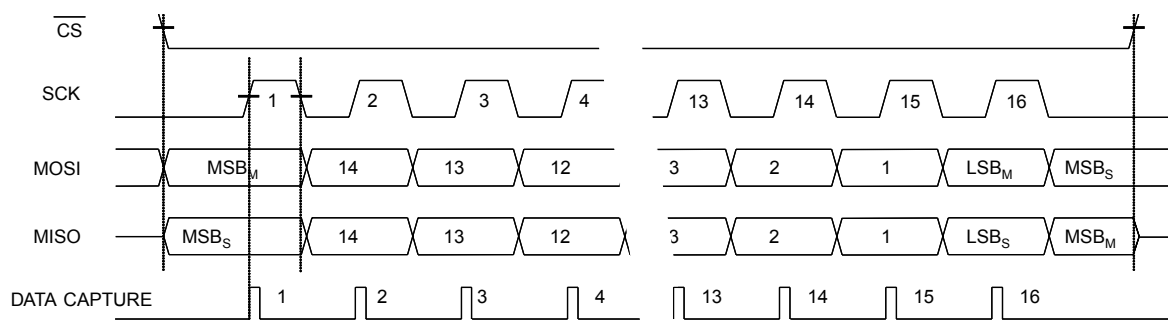 C̅S̅
SCK 1 2 3 4 13 14 15 16
MOSI MSB_M 14 13 12 3 2 1 LSB_M MSB_S
MISO MSB_S 14 13 12 3 2 1 LSB_S MSB_M
DATA CAPTURE 1 2 3 4 13 14 15 16